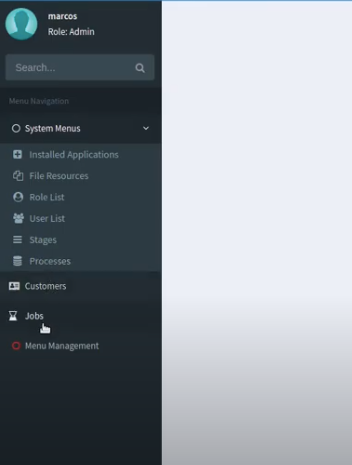 marcos
Role: Admin
Search...
Menu Navigation
System Menus
Installed Applications
File Resources
Role List
User List
Stages
Processes
Customers
Jobs
Menu Management